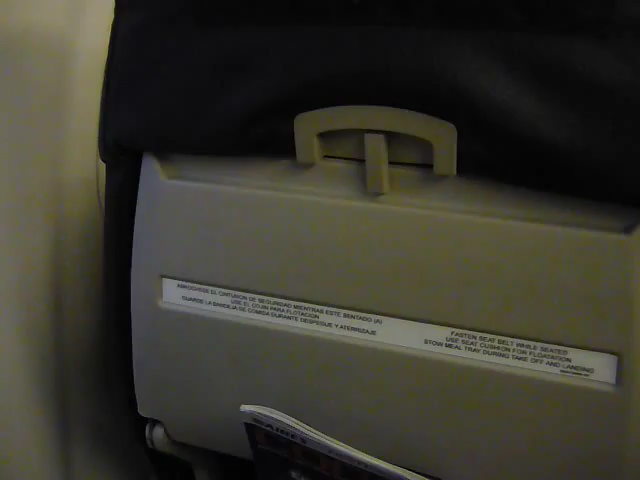 ABROCHESE EL CINTURON DE SEGURIDAD MIENTRAS ESTE SENTADO (A)
USE EL COJIN PARA FLOTACION
GUARDE LA BANDEJA DE COMIDA DURANTE DESPEGUE Y ATERRIZAJE
FASTEN SEAT BELT WHILE SEATED
USE SEAT CUSHION FOR FLOATATION
STOW MEAL TRAY DURING TAKE OFF AND LANDING